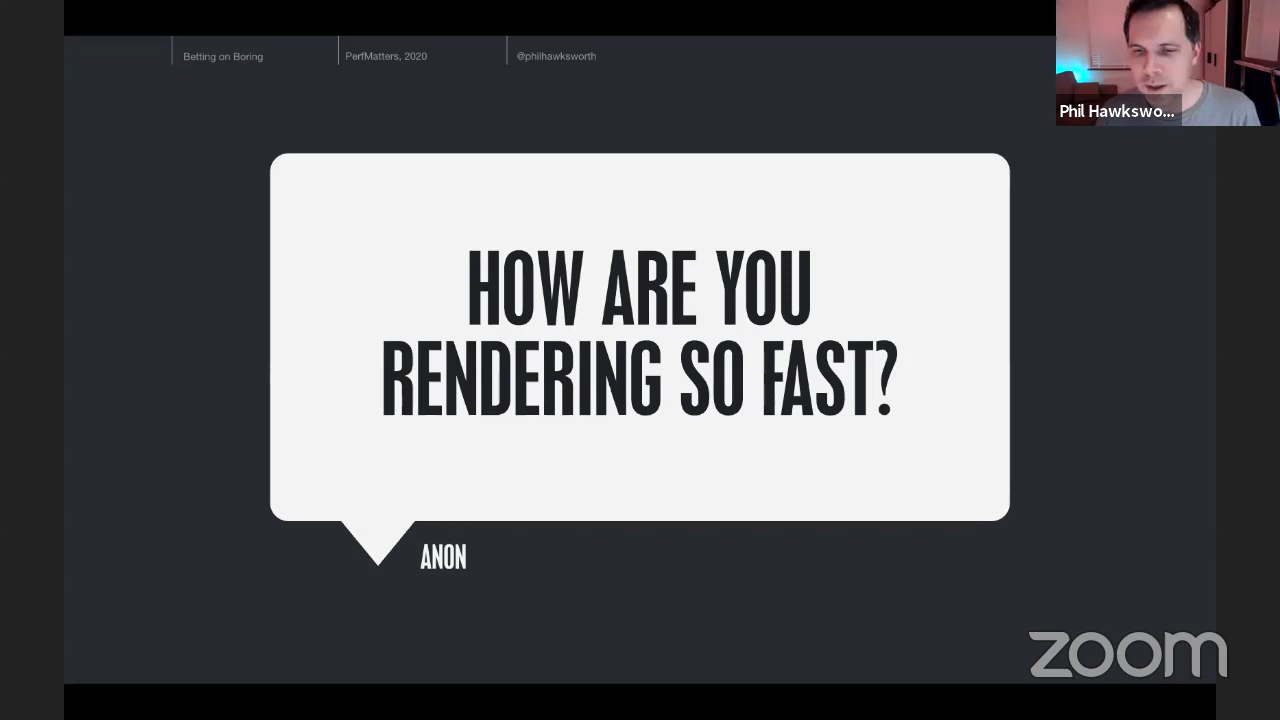 Betting on Boring
PerfMatters, 2020
@philhawksworth
Phil Hawkswo...
HOW ARE YOU
RENDERING SO FAST?
ANON
zoom